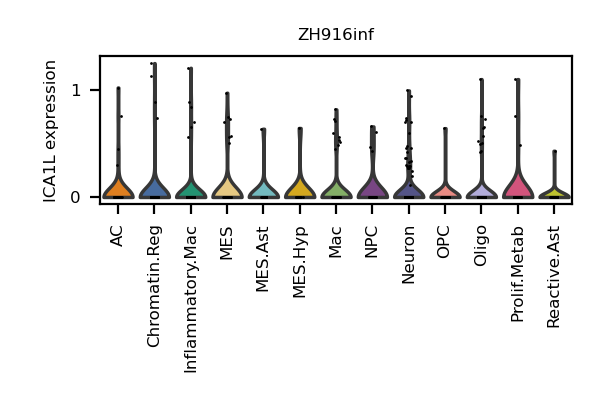 ZH916inf
ICA1L expression
1
0
AC
Chromatin.Reg
Inflammatory.Mac
MES
MES.Ast
MES.Hyp
Mac
NPC
Neuron
OPC
Oligo
Prolif.Metab
Reactive.Ast